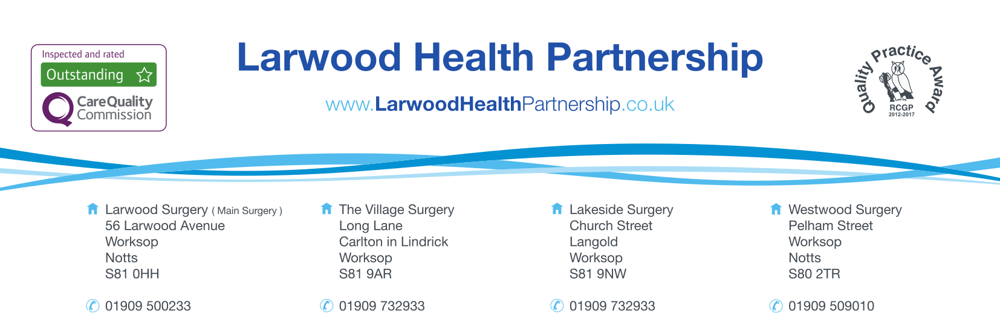 Inspected and rated
Outstanding
CareQuality
Commission
Larwood Health Partnership
www.LarwoodHealthPartnership.co.uk
Quality Practice Award
RCGP
2012-2017
Larwood Surgery ( Main Surgery )
56 Larwood Avenue
Worksop
Notts
S81 0HH
01909 500233
The Village Surgery
Long Lane
Carlton in Lindrick
Worksop
S81 9AR
01909 732933
Lakeside Surgery
Church Street
Langold
Worksop
S81 9NW
01909 732933
Westwood Surgery
Pelham Street
Worksop
Notts
S80 2TR
01909 509010